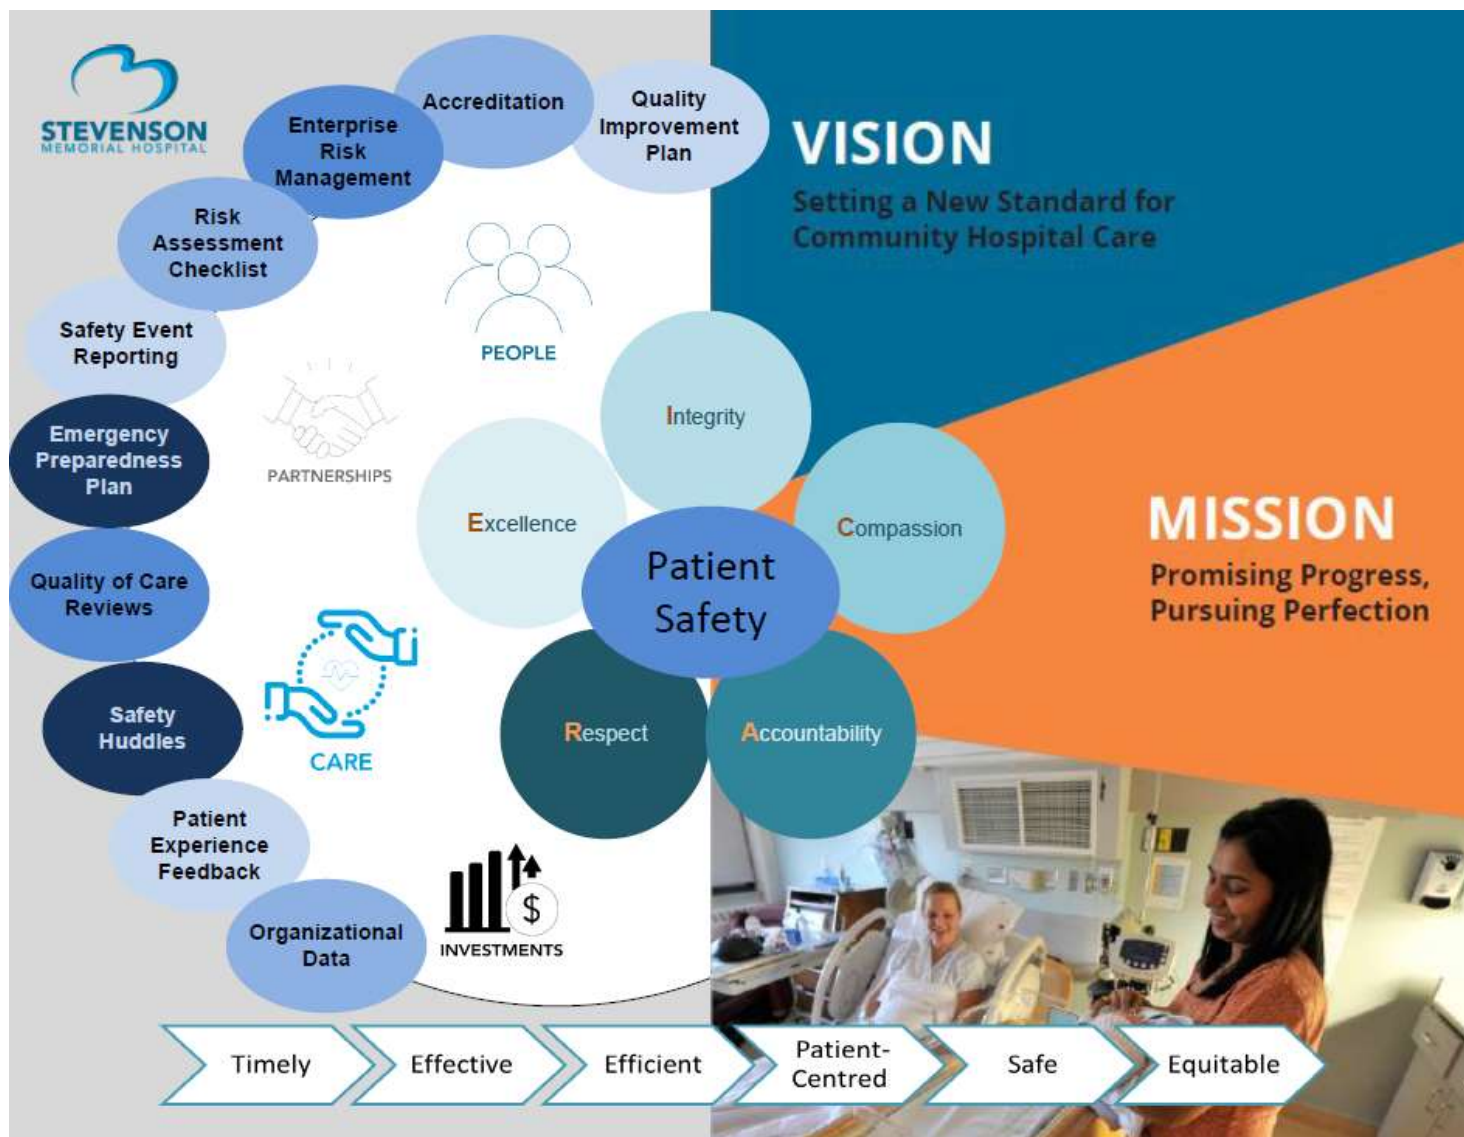 STEVENSON
MEMORIAL HOSPITAL
Accreditation
Quality
Improvement
Plan
Enterprise
Risk
Management
Risk
Assessment
Checklist
Safety Event
Reporting
Emergency
Preparedness
Plan
Quality of Care
Reviews
Safety
Huddles
Patient
Experience
Feedback
Organizational
Data
PEOPLE
PARTNERSHIPS
CARE
$
INVESTMENTS
Integrity
Excellence
Compassion
Patient
Safety
Respect
Accountability
VISION
Setting a New Standard for
Community Hospital Care
MISSION
Promising Progress,
Pursuing Perfection
Timely
Effective
Efficient
Patient-
Centred
Safe
Equitable